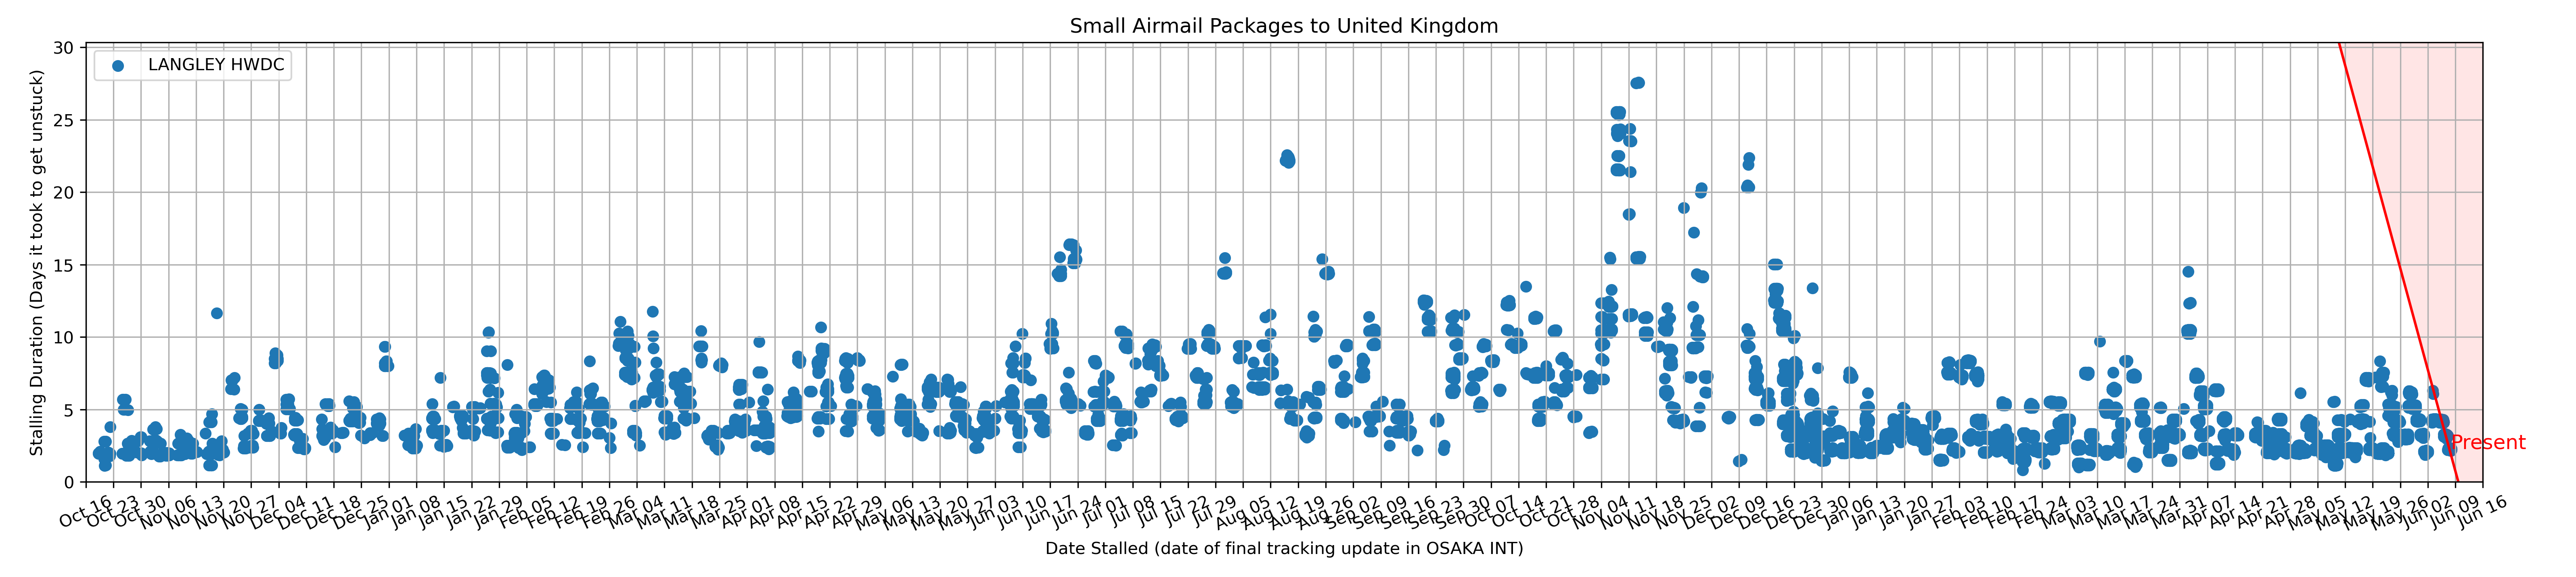 Small Airmail Packages to United Kingdom
LANGLEY HWDC
Stalling Duration (Days it took to get unstuck)
30
25
20
15
10
5
0
Present
Oct 16
Oct 23
Oct 30
Nov 06
Nov 13
Nov 20
Nov 27
Dec 04
Dec 11
Dec 18
Dec 25
Jan 01
Jan 08
Jan 15
Jan 22
Jan 29
Feb 05
Feb 12
Feb 19
Feb 26
Mar 04
Mar 11
Mar 18
Mar 25
Apr 01
Apr 08
Apr 15
Apr 22
Apr 29
May 06
May 13
May 20
May 27
Jun 03
Jun 10
Jun 17
Jun 24
Jul 01
Jul 08
Jul 15
Jul 22
Jul 29
Aug 05
Aug 12
Aug 19
Aug 26
Sep 02
Sep 09
Sep 16
Sep 23
Sep 30
Oct 07
Oct 14
Oct 21
Oct 28
Nov 04
Nov 11
Nov 18
Nov 25
Dec 02
Dec 09
Dec 16
Dec 23
Dec 30
Jan 06
Jan 13
Jan 20
Jan 27
Feb 03
Feb 10
Feb 17
Feb 24
Mar 03
Mar 10
Mar 17
Mar 24
Mar 31
Apr 07
Apr 14
Apr 21
Apr 28
May 05
May 12
May 19
May 26
Jun 02
Jun 09
Jun 16
Date Stalled (date of final tracking update in OSAKA INT)